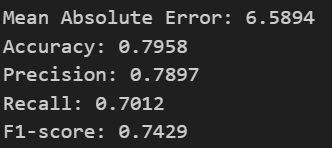 Mean Absolute Error: 6.5894
Accuracy: 0.7958
Precision: 0.7897
Recall: 0.7012
F1-score: 0.7429